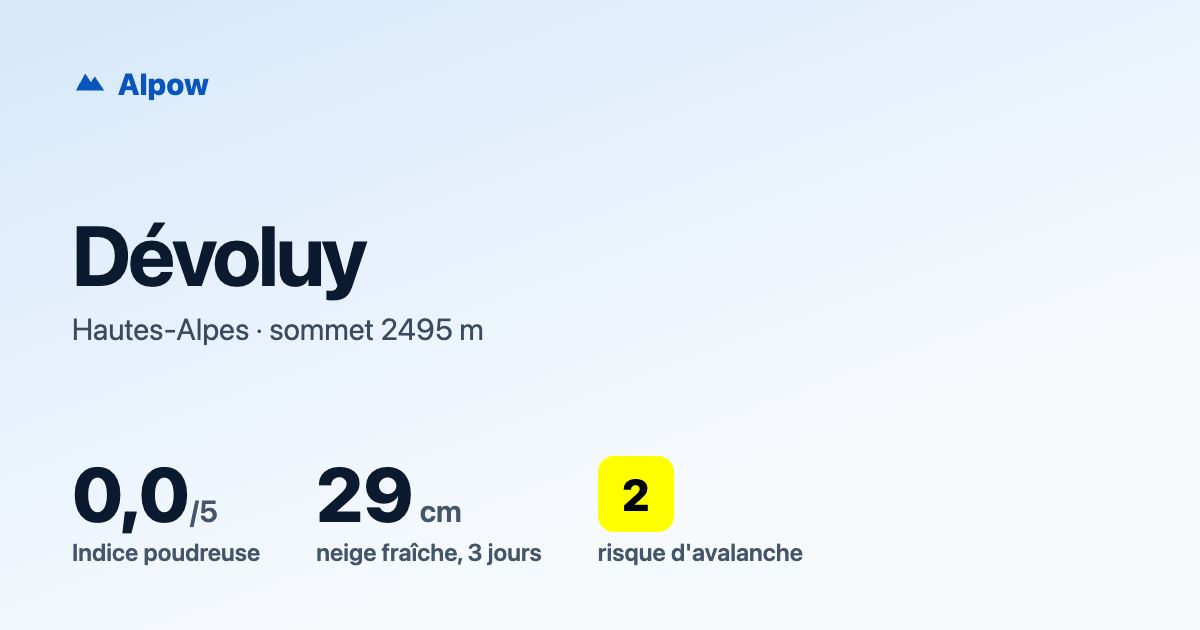 Alpow
Dévoluy
Hautes-Alpes · sommet 2495 m
0,0/5
Indice poudreuse
29 cm
neige fraîche, 3 jours
2
risque d'avalanche